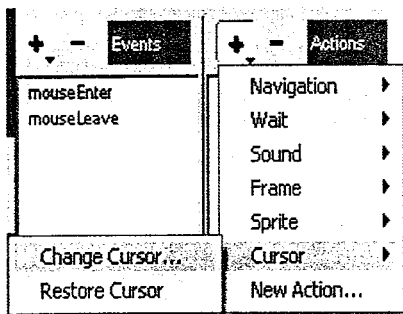 Events
Actions
mouseEnter
mouseLeave
Navigation
Wait
Sound
Frame
Sprite
Cursor
New Action...
Change Cursor...
Restore Cursor